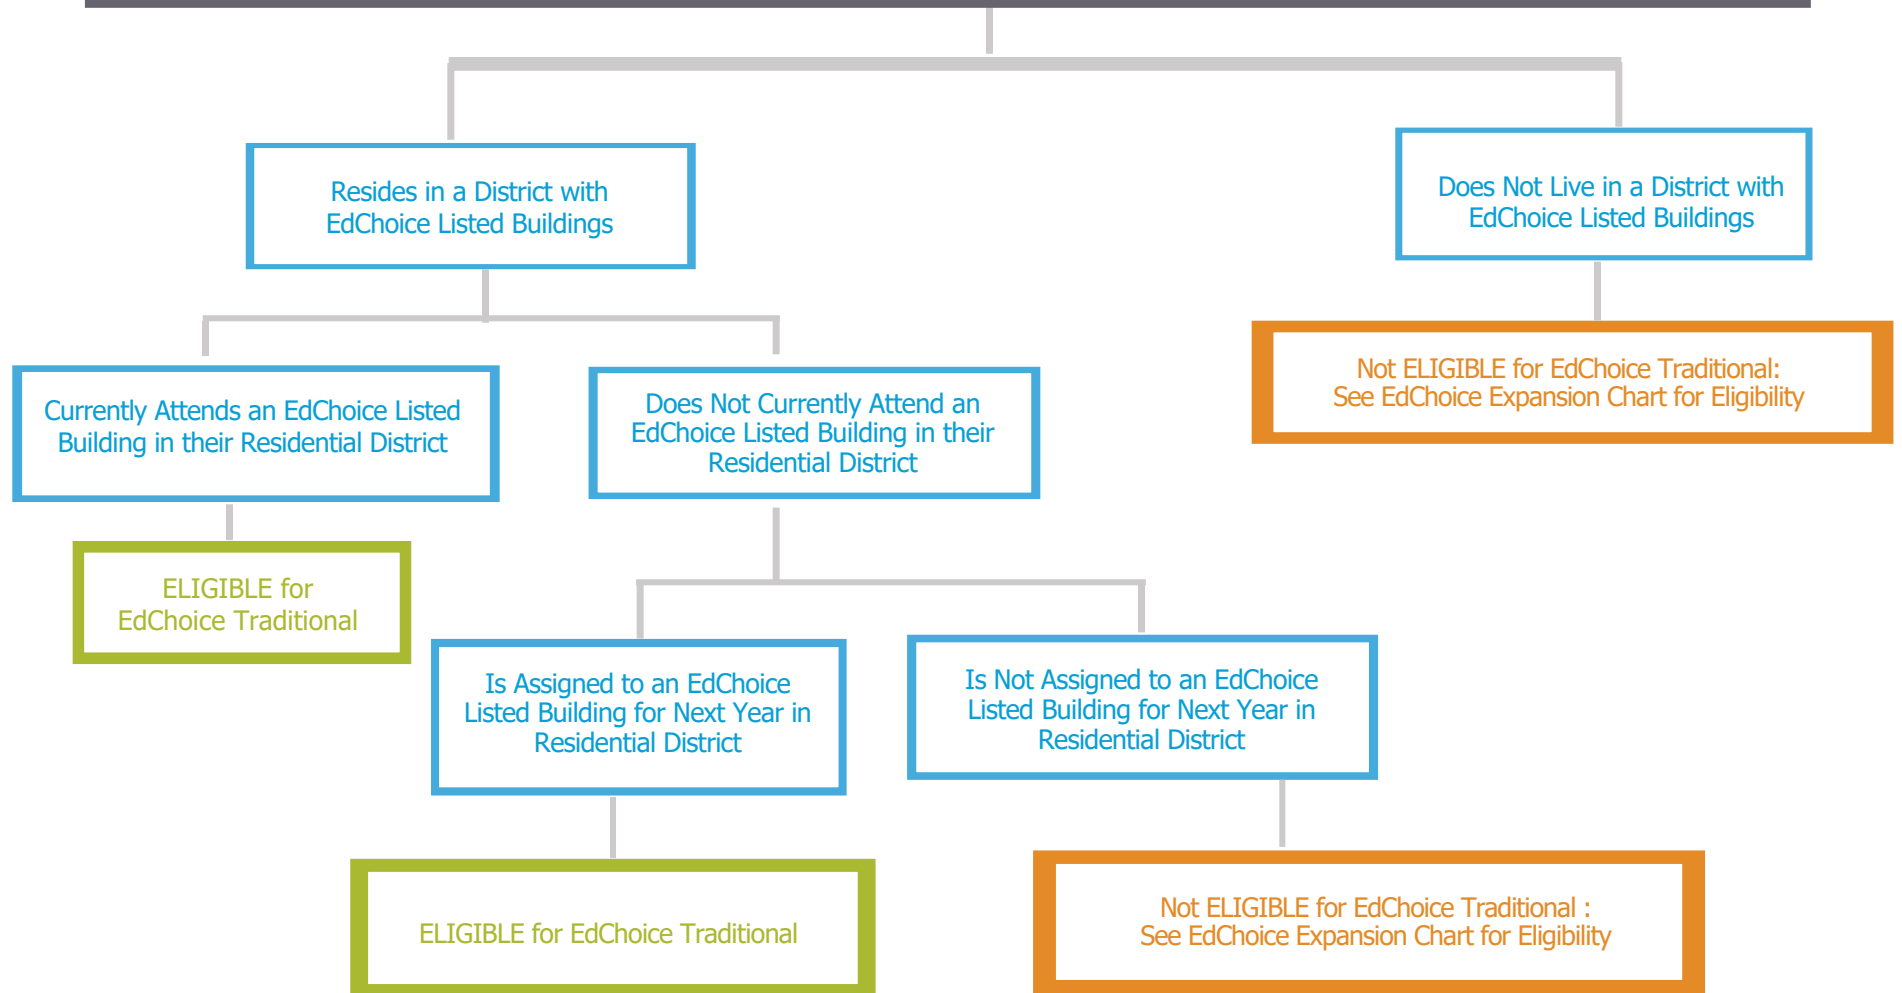 Resides in a District with
EdChoice Listed Buildings
Does Not Live in a District with
EdChoice Listed Buildings
Not ELIGIBLE for EdChoice Traditional:
See EdChoice Expansion Chart for Eligibility
Currently Attends an EdChoice Listed
Building in their Residential District
Does Not Currently Attend an
EdChoice Listed Building in their
Residential District
ELIGIBLE for
EdChoice Traditional
Is Assigned to an EdChoice
Listed Building for Next Year in
Residential District
Is Not Assigned to an EdChoice
Listed Building for Next Year in
Residential District
ELIGIBLE for EdChoice Traditional
Not ELIGIBLE for EdChoice Traditional :
See EdChoice Expansion Chart for Eligibility